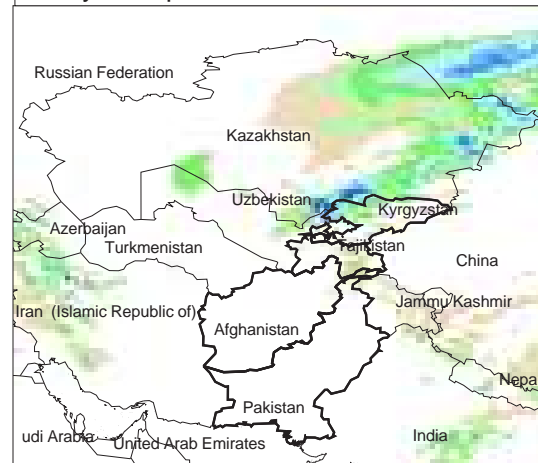 Russian Federation
Kazakhstan
Uzbekistan
Kyrgyzstan
Azerbaijan
Turkmenistan
Tajikistan
China
Jammu Kashmir
Iran (Islamic Republic of)
Afghanistan
Nepa
Pakistan
udi Arabia
United Arab Emirates
India